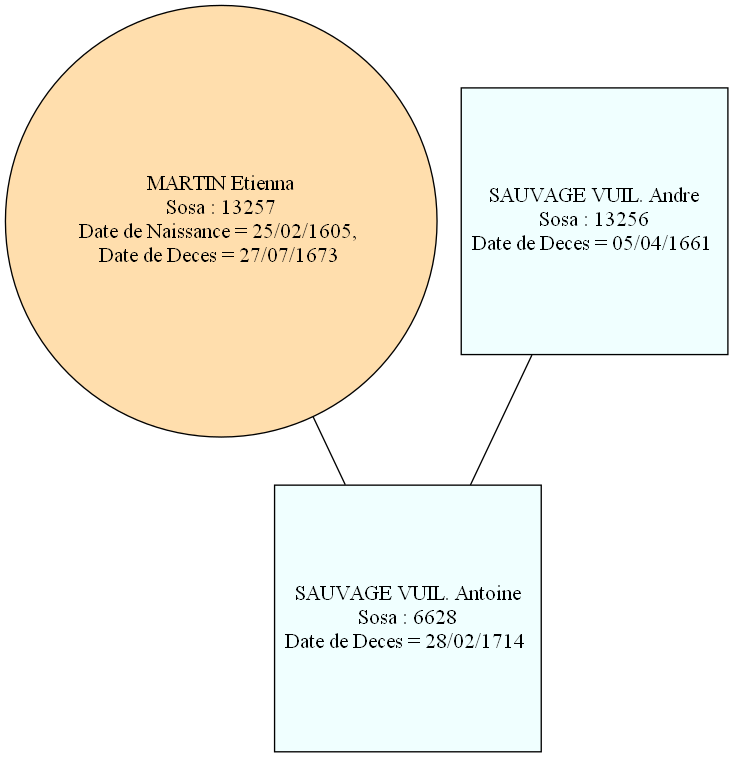 MARTIN Etienna
Sosa : 13257
Date de Naissance = 25/02/1605,
Date de Deces = 27/07/1673
SAUVAGE VUIL. Andre
Sosa : 13256
Date de Deces = 05/04/1661
SAUVAGE VUIL. Antoine
Sosa : 6628
Date de Deces = 28/02/1714